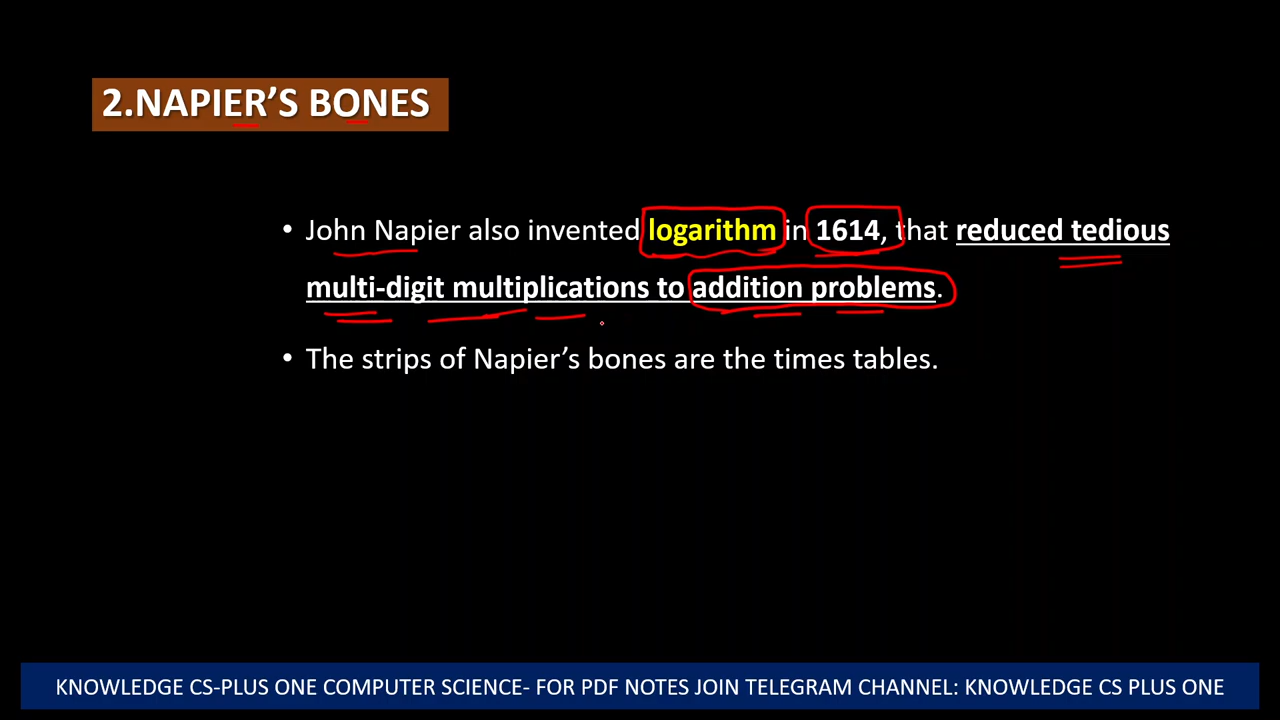 2.NAPIER’S BONES
• John Napier also invented logarithm in 1614, that reduced tedious
multi-digit multiplications to addition problems.
• The strips of Napier’s bones are the times tables.
KNOWLEDGE CS-PLUS ONE COMPUTER SCIENCE- FOR PDF NOTES JOIN TELEGRAM CHANNEL: KNOWLEDGE CS PLUS ONE